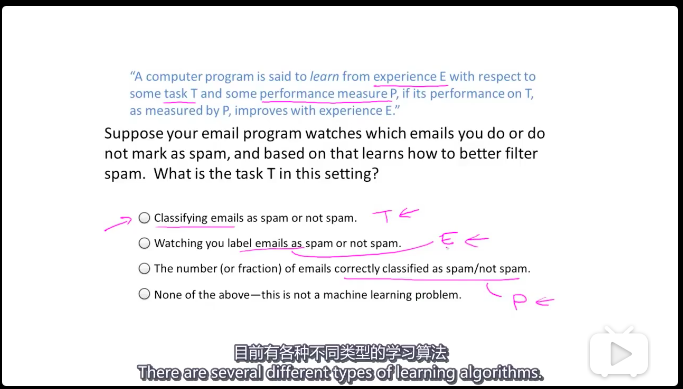 “A computer program is said to learn from experience E with respect to
some task T and some performance measure P, if its performance on T,
as measured by P, improves with experience E.”
Suppose your email program watches which emails you do or do
not mark as spam, and based on that learns how to better filter
spam. What is the task T in this setting?
Classifying emails as spam or not spam. T ←
Watching you label emails as spam or not spam. E ←
The number (or fraction) of emails correctly classified as spam/not spam.
None of the above—this is not a machine learning problem. P ←
目前有各种不同类型的学习算法
There are several different types of learning algorithms.